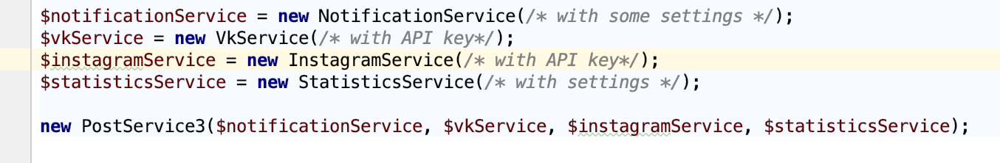 $notificationService = new NotificationService(/* with some settings */);
$vkService = new VkService(/* with API key*/);
$instagramService = new InstagramService(/* with API key*/);
$statisticsService = new StatisticsService(/* with settings */);
new PostService3($notificationService, $vkService, $instagramService, $statisticsService);